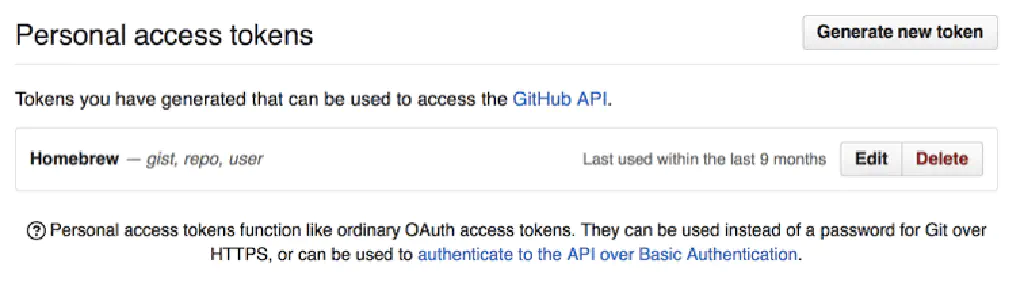 Personal access tokens
Generate new token
Tokens you have generated that can be used to access the GitHub API.
Homebrew — gist, repo, user
Last used within the last 9 months
Edit
Delete
Personal access tokens function like ordinary OAuth access tokens. They can be used instead of a password for Git over
HTTPS, or can be used to authenticate to the API over Basic Authentication.